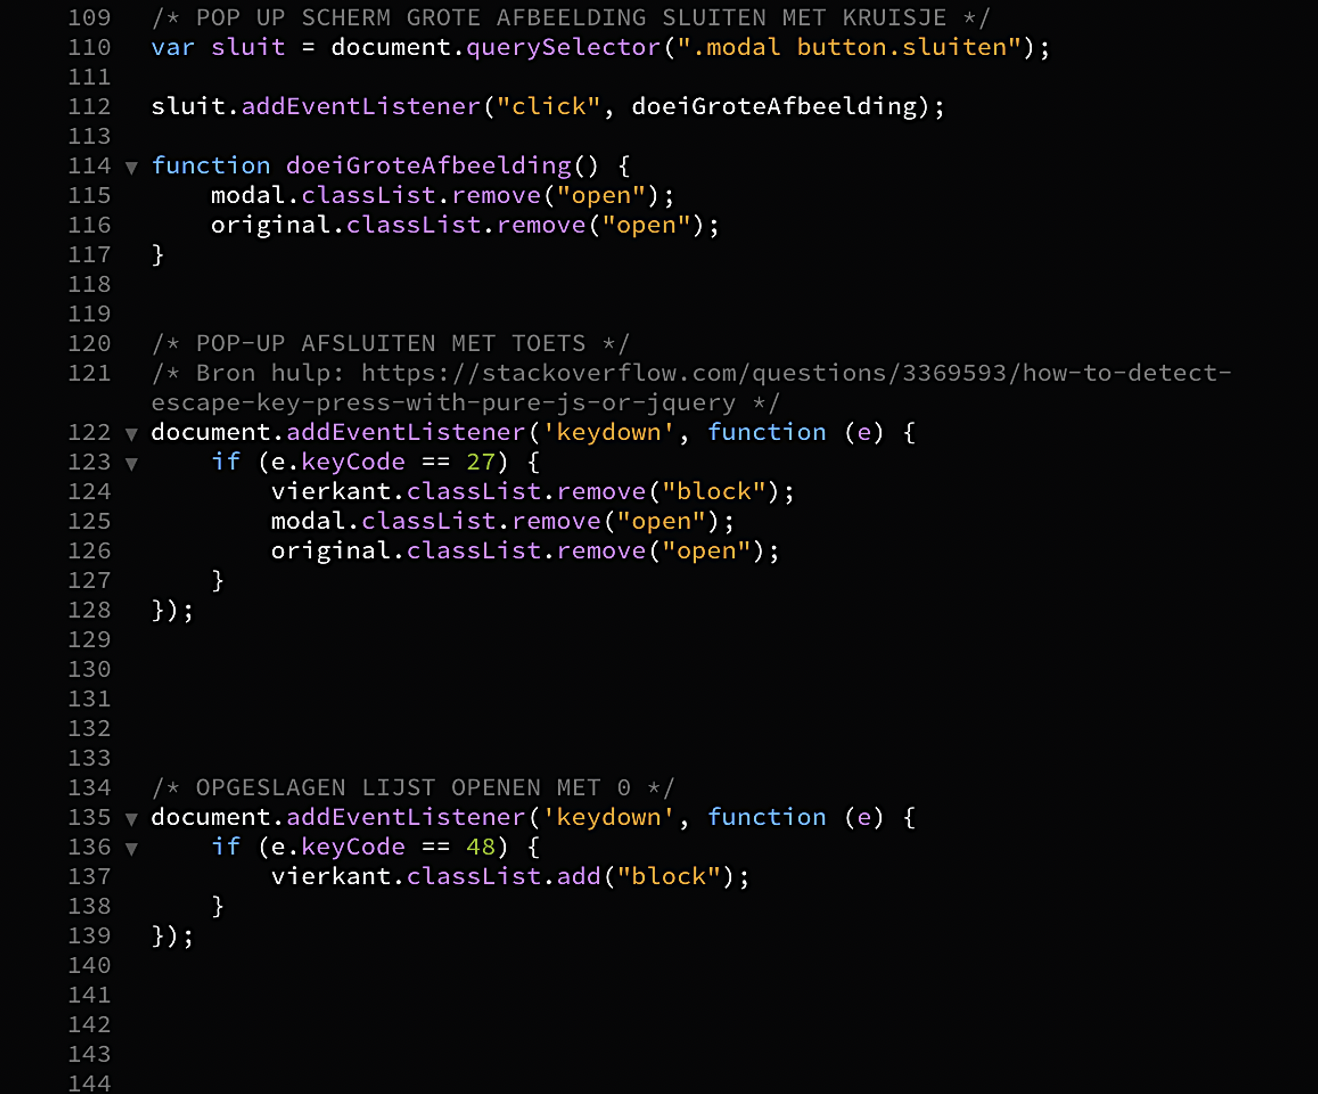 109 /* POP UP SCHERM GROTE AFBEELDING SLUITEN MET KRUISJE */
110 var sluit = document.querySelector(".modal button.sluiten");
111
112 sluit.addEventListener("click", doeiGroteAfbeelding);
113
114 ▼ function doeiGroteAfbeelding() {
115     modal.classList.remove("open");
116     original.classList.remove("open");
117 }
118
119
120 /* POP-UP AFSLUITEN MET TOETS */
121 /* Bron hulp: https://stackoverflow.com/questions/3369593/how-to-detect-
escape-key-press-with-pure-js-or-jquery */
122 ▼ document.addEventListener('keydown', function (e) {
123 ▼     if (e.keyCode == 27) {
124         vierkant.classList.remove("block");
125         modal.classList.remove("open");
126         original.classList.remove("open");
127     }
128 });
129
130
131
132
133
134 /* OPGESLAGEN LIJST OPENEN MET 0 */
135 ▼ document.addEventListener('keydown', function (e) {
136 ▼     if (e.keyCode == 48) {
137         vierkant.classList.add("block");
138     }
139 });
140
141
142
143
144